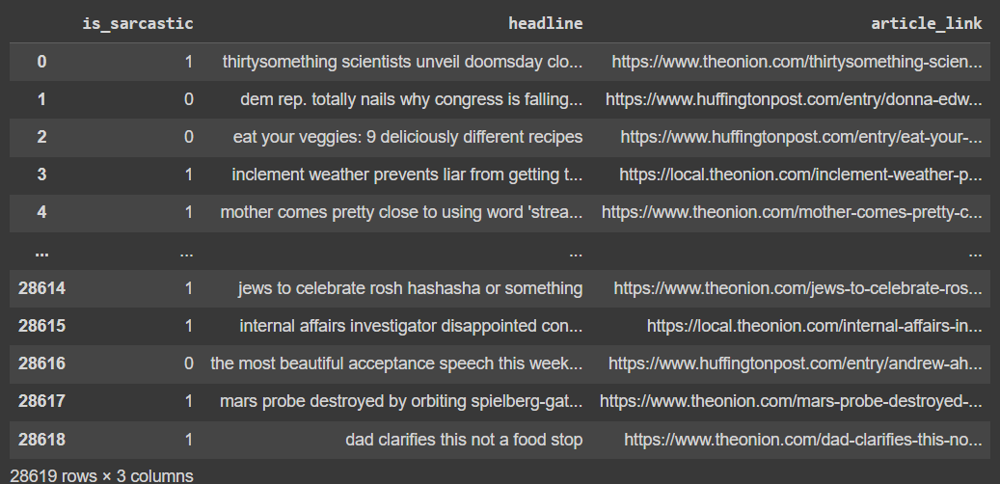 is_sarcastic headline article_link
0 1 thirtysomething scientists unveil doomsday clo... https://www.theonion.com/thirtysomething-scien...
1 0 dem rep. totally nails why congress is falling... https://www.huffingtonpost.com/entry/donna-edw...
2 0 eat your veggies: 9 deliciously different recipes https://www.huffingtonpost.com/entry/eat-your-...
3 1 inclement weather prevents liar from getting t... https://local.theonion.com/inclement-weather-p...
4 1 mother comes pretty close to using word 'strea... https://www.theonion.com/mother-comes-pretty-c...
... ... ... ...
28614 1 jews to celebrate rosh hashasha or something https://www.theonion.com/jews-to-celebrate-ros...
28615 1 internal affairs investigator disappointed con... https://local.theonion.com/internal-affairs-in...
28616 0 the most beautiful acceptance speech this week... https://www.huffingtonpost.com/entry/andrew-ah...
28617 1 mars probe destroyed by orbiting spielberg-gat... https://www.theonion.com/mars-probe-destroyed-...
28618 1 dad clarifies this not a food stop https://www.theonion.com/dad-clarifies-this-no...
28619 rows × 3 columns